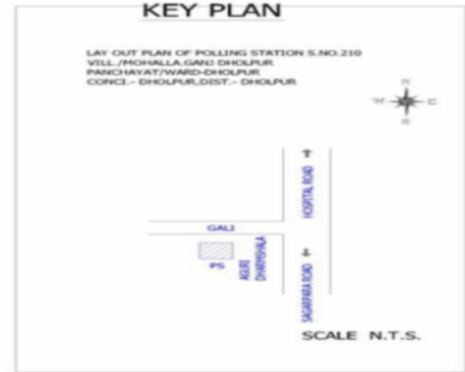 KEY PLAN
LAY OUT PLAN OF POLLING STATION S.NO.210
VILL./MOHALLA.GANJ DHOLPUR
PANCHAYAT/WARD-DHOLPUR
CONCI.- DHOLPUR,DIST.- DHOLPUR
N
W
E
S
HOSPITAL ROAD
GALI
AGURI
DHARMSHALA
SAGARPARA ROAD
SCALE N.T.S.